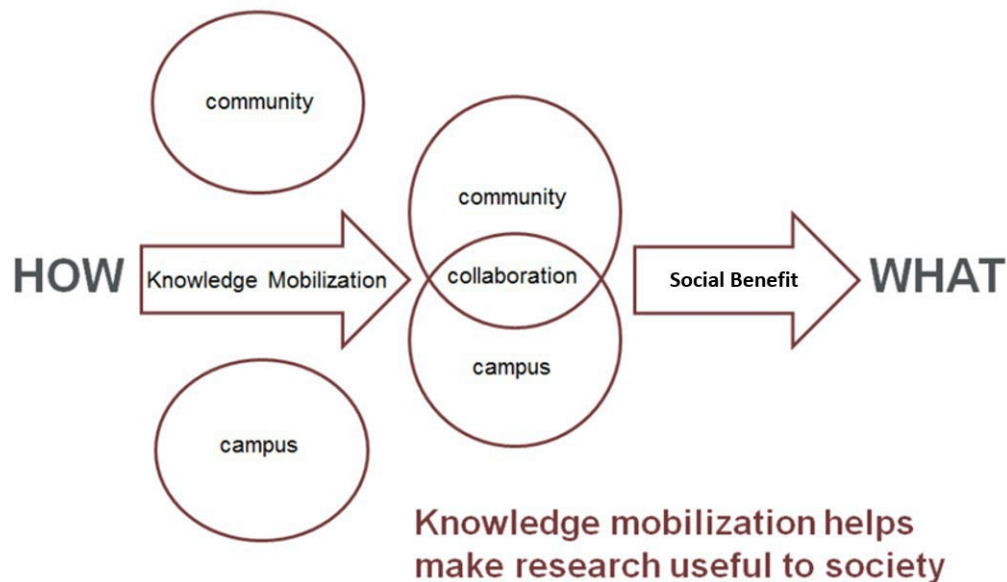 community
HOW
Knowledge Mobilization
campus
community
collaboration
campus
Social Benefit
WHAT
Knowledge mobilization helps
make research useful to society